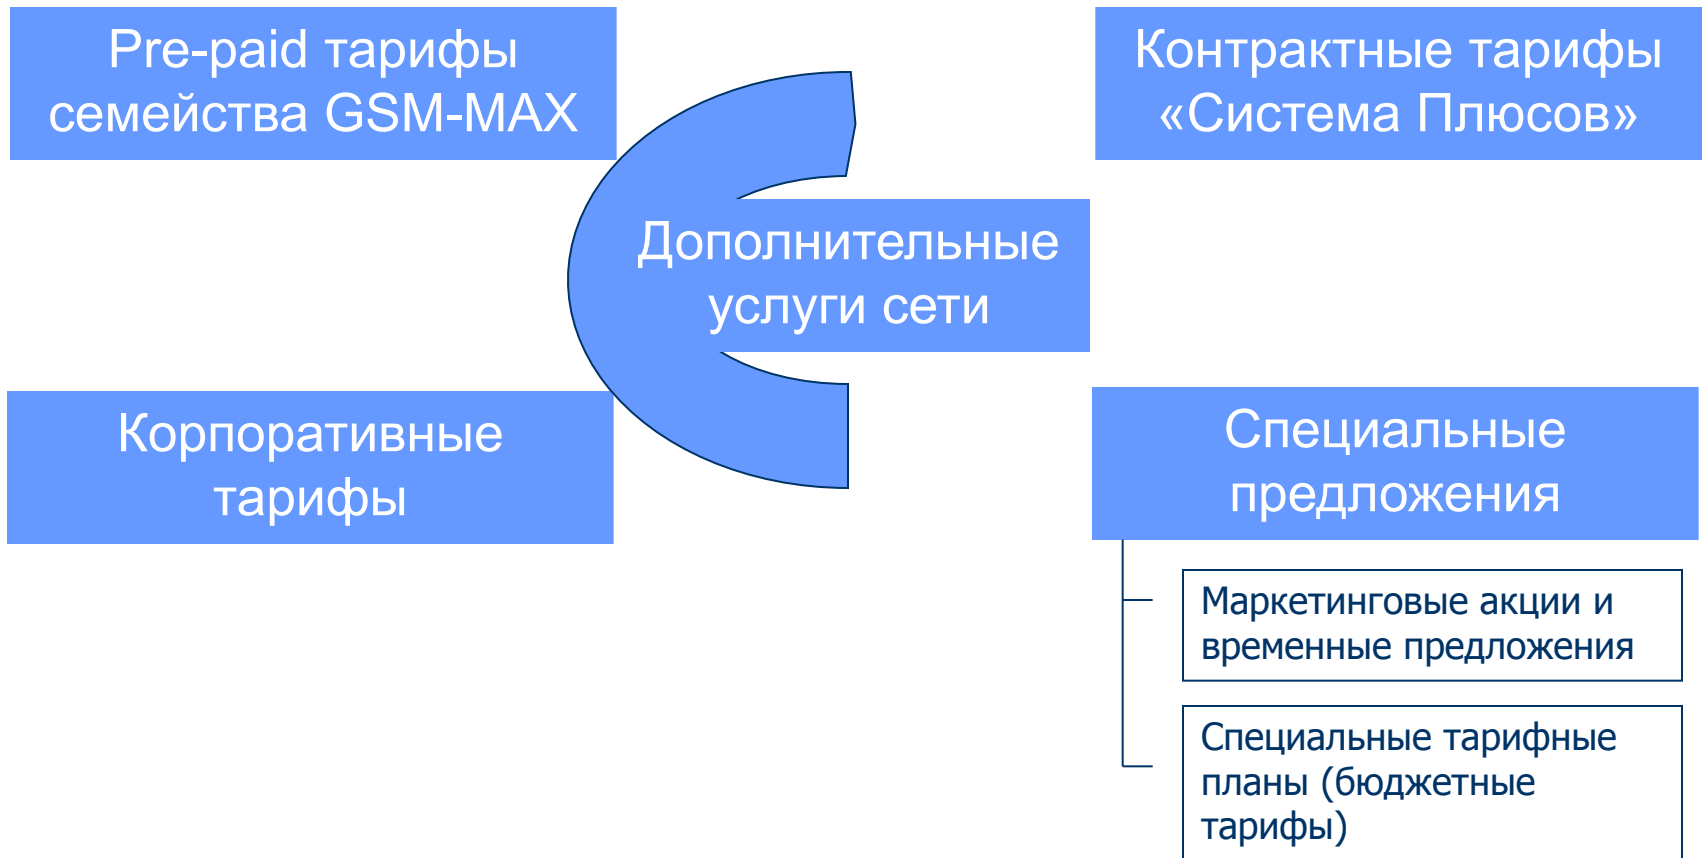 Pre-paid тарифы
семейства GSM-MAX
Контрактные тарифы
«Система Плюсов»
Дополнительные
услуги сети
Корпоративные
тарифы
Специальные
предложения
Маркетинговые акции и
временные предложения
Специальные тарифные
планы (бюджетные
тарифы)